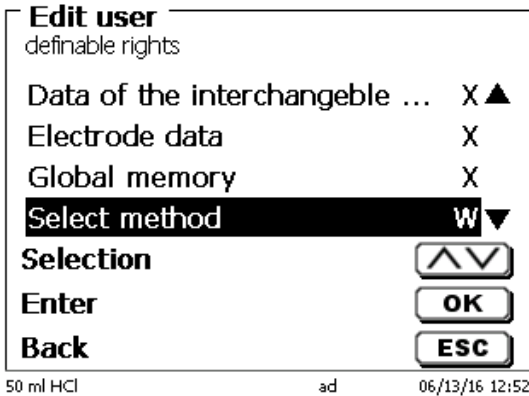 Edit user
definable rights
Data of the interchangeble ... X
Electrode data X
Global memory X
Select method W
Selection
Enter OK
Back ESC
50 ml HCl ad 06/13/16 12:52